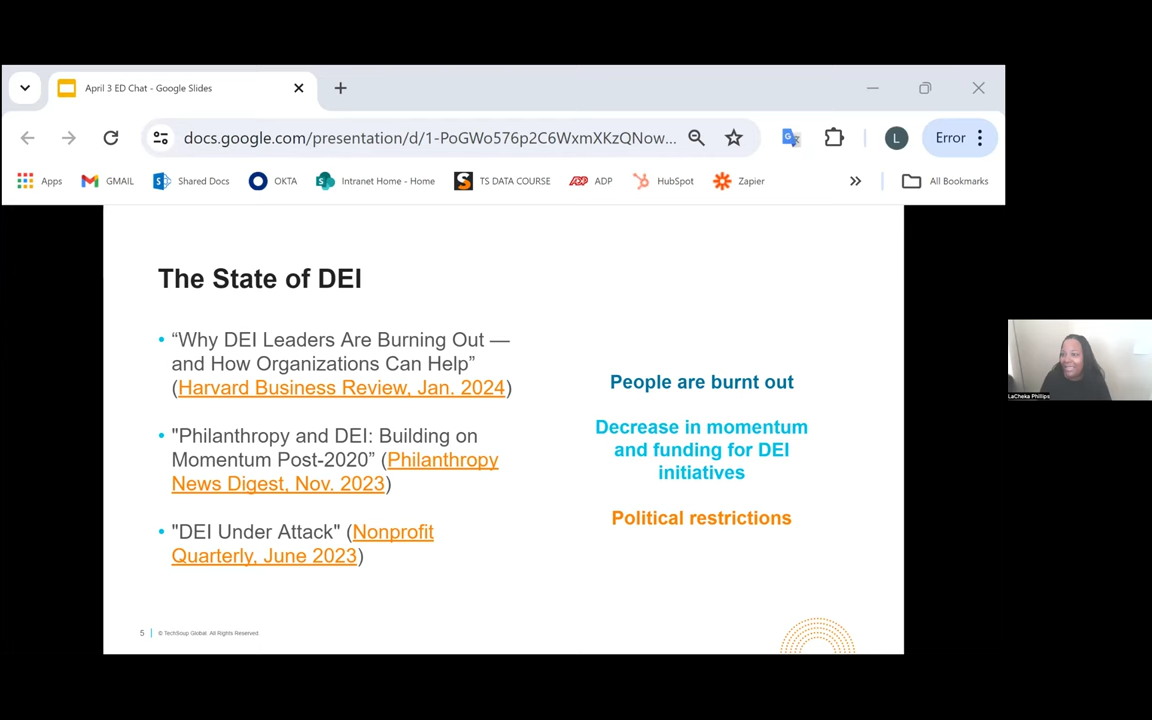 April 3 ED Chat - Google Slides
docs.google.com/presentation/d/1-PoGWo576p2C6WxmXKzQNow...
L
Error
Apps
GMAIL
Shared Docs
OKTA
Intranet Home - Home
TS DATA COURSE
ADP
HubSpot
Zapier
All Bookmarks
The State of DEI
• “Why DEI Leaders Are Burning Out —
and How Organizations Can Help”
(Harvard Business Review, Jan. 2024)
• "Philanthropy and DEI: Building on
Momentum Post-2020” (Philanthropy
News Digest, Nov. 2023)
• "DEI Under Attack" (Nonprofit
Quarterly, June 2023)
People are burnt out
Decrease in momentum
and funding for DEI
initiatives
Political restrictions
LaCheka Phillips
5 | © TechSoup Global. All Rights Reserved.